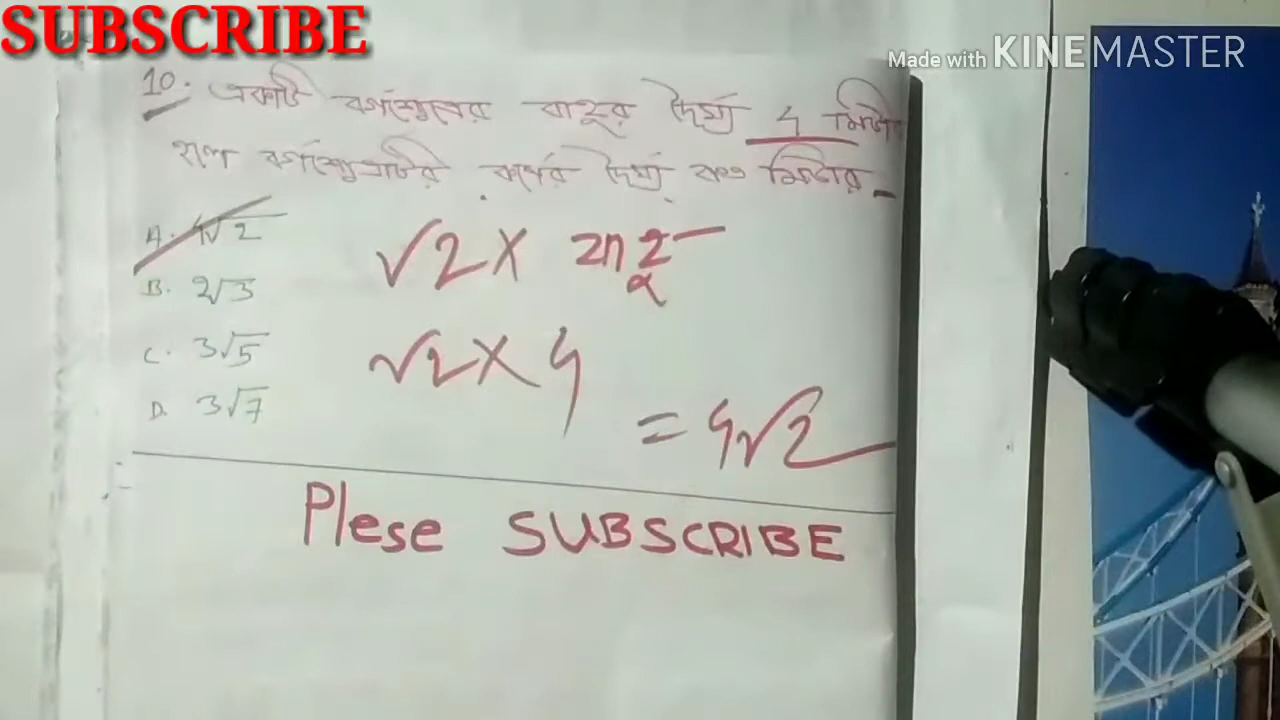 SUBSCRIBE
Made with KINEMASTER
10. একটি বর্গক্ষেত্রের বাহুর দৈর্ঘ্য 4 মিটার
হলে বর্গক্ষেত্রটির কর্ণের দৈর্ঘ্য কত মিটার
A. 4√2
B. 2√3
C. 3√5
D. 3√7
√2 × বাহু
√2 × 4
= 4√2
Plese SUBSCRIBE